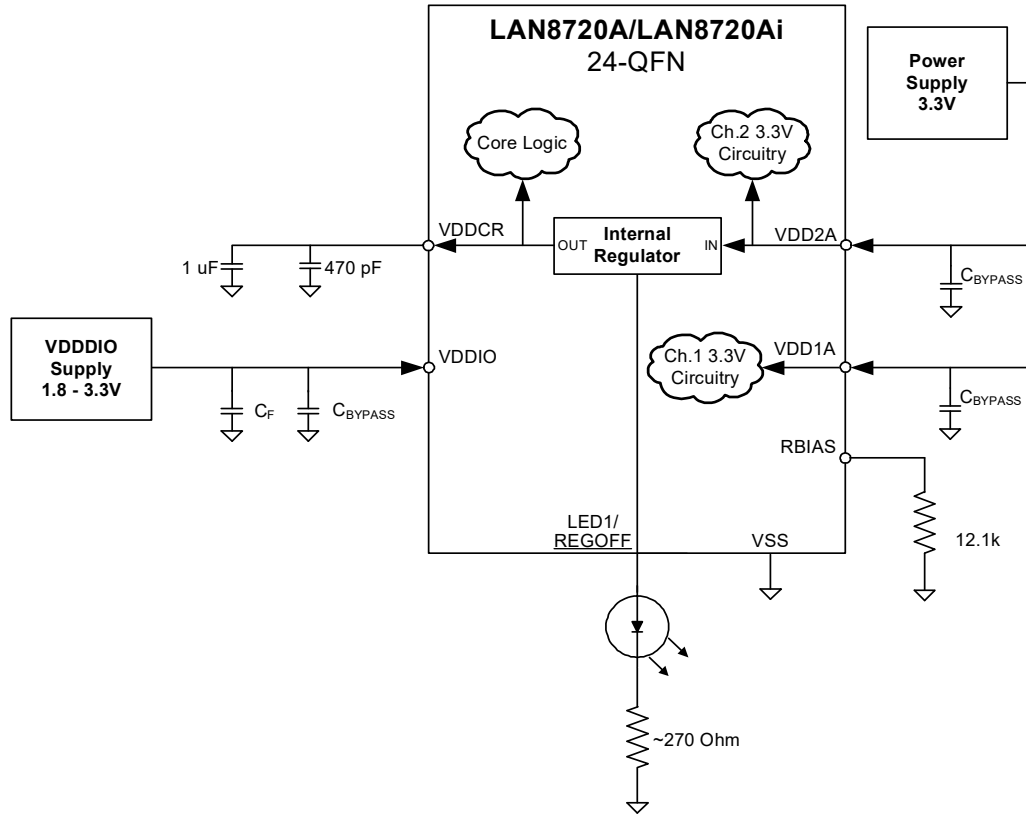 LAN8720A/LAN8720Ai
24-QFN
Power
Supply
3.3V
Core Logic
Ch.2 3.3V
Circuitry
VDDCR
OUT
Internal
Regulator
IN
VDD2A
1 uF
470 pF
CBYPASS
VDDDIO
Supply
1.8 - 3.3V
VDDIO
Ch.1 3.3V
Circuitry
VDD1A
CF
CBYPASS
CBYPASS
RBIAS
LED1/
REGOFF
VSS
12.1k
~270 Ohm